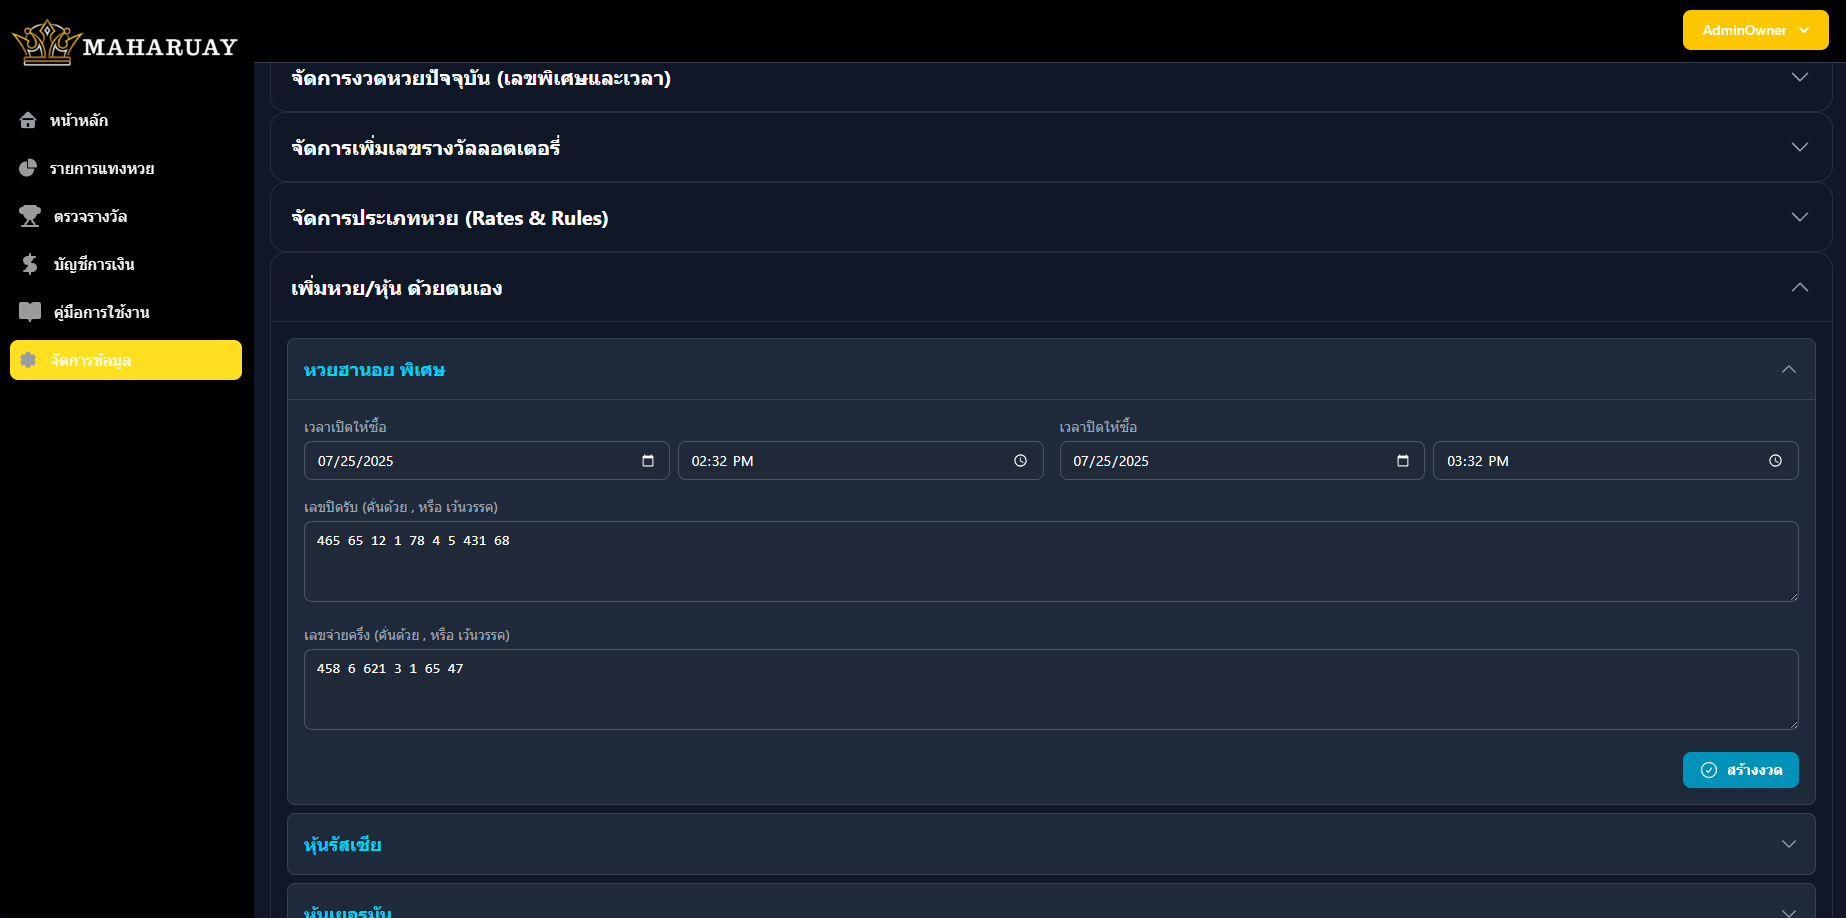 MAHARUAY
AdminOwner
หน้าหลัก
รายการแทงหวย
ตรวจรางวัล
บัญชีการเงิน
คู่มือการใช้งาน
จัดการข้อมูล
จัดการงวดหวยปัจจุบัน (เลขพิเศษและเวลา)
จัดการเพิ่มเลขรางวัลลอตเตอรี่
จัดการประเภทหวย (Rates & Rules)
เพิ่มหวย/หุ้น ด้วยตนเอง
หวยฮานอย พิเศษ
เวลาเปิดให้ซื้อ
07/25/2025
02:32 PM
เวลาปิดให้ซื้อ
07/25/2025
03:32 PM
เลขปิดรับ (คั่นด้วย , หรือ เว้นวรรค)
465 65 12 1 78 4 5 431 68
เลขจ่ายครึ่ง (คั่นด้วย , หรือ เว้นวรรค)
458 6 621 3 1 65 47
สร้างงวด
หุ้นรัสเซีย
หุ้นเยอรมัน